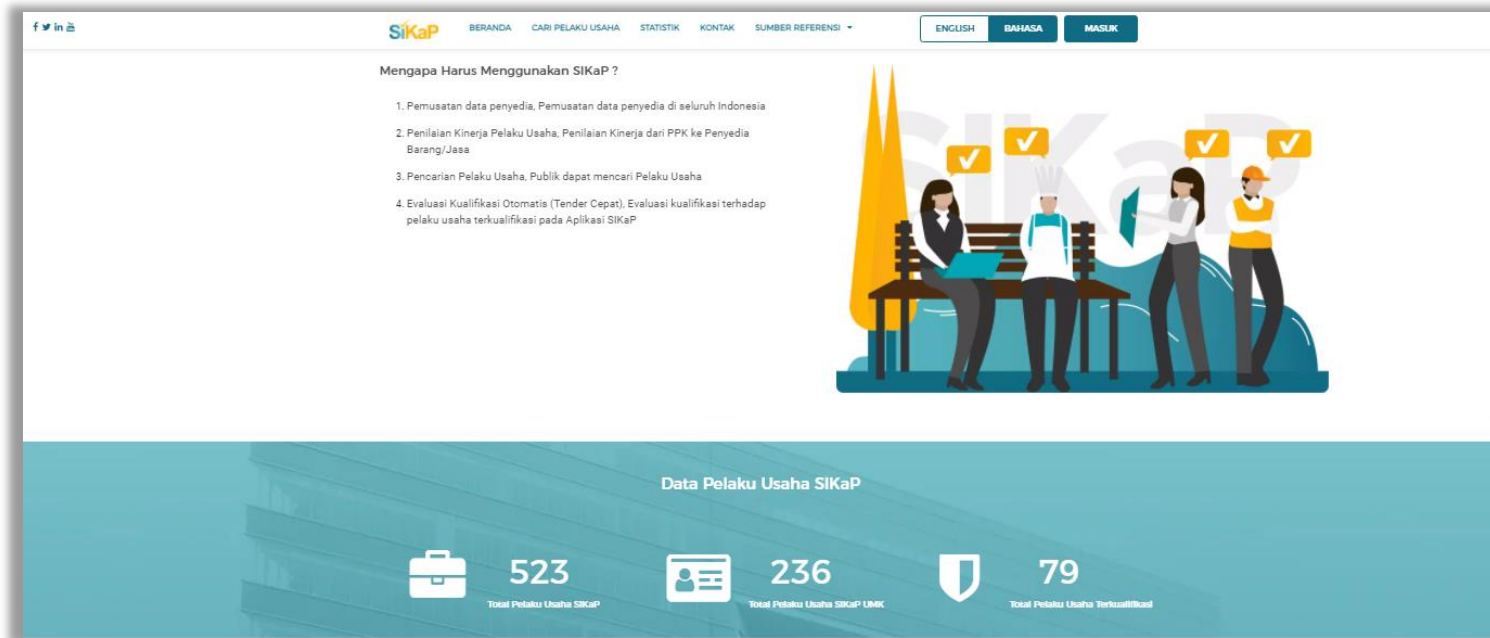 SIKaP
BERANDA CARI PELAKU USAHA STATISTIK KONTAK SUMBER REFERENSI
ENGLISH BAHASA MASUK
Mengapa Harus Menggunakan SIKaP ?
1. Pemusatan data penyedia, Pemusatan data penyedia di seluruh Indonesia
2. Penilaian Kinerja Pelaku Usaha, Penilaian Kinerja dari PPK ke Penyedia
Barang/Jasa
3. Pencarian Pelaku Usaha, Publik dapat mencari Pelaku Usaha
4. Evaluasi Kualifikasi Otomatis (Tender Cepat), Evaluasi kualifikasi terhadap
pelaku usaha terkualifikasi pada Aplikasi SIKaP
SIKaP
Data Pelaku Usaha SIKaP
523
Total Pelaku Usaha SIKaP
236
Total Pelaku Usaha SIKaP UMK
79
Total Pelaku Usaha Terkualifikasi